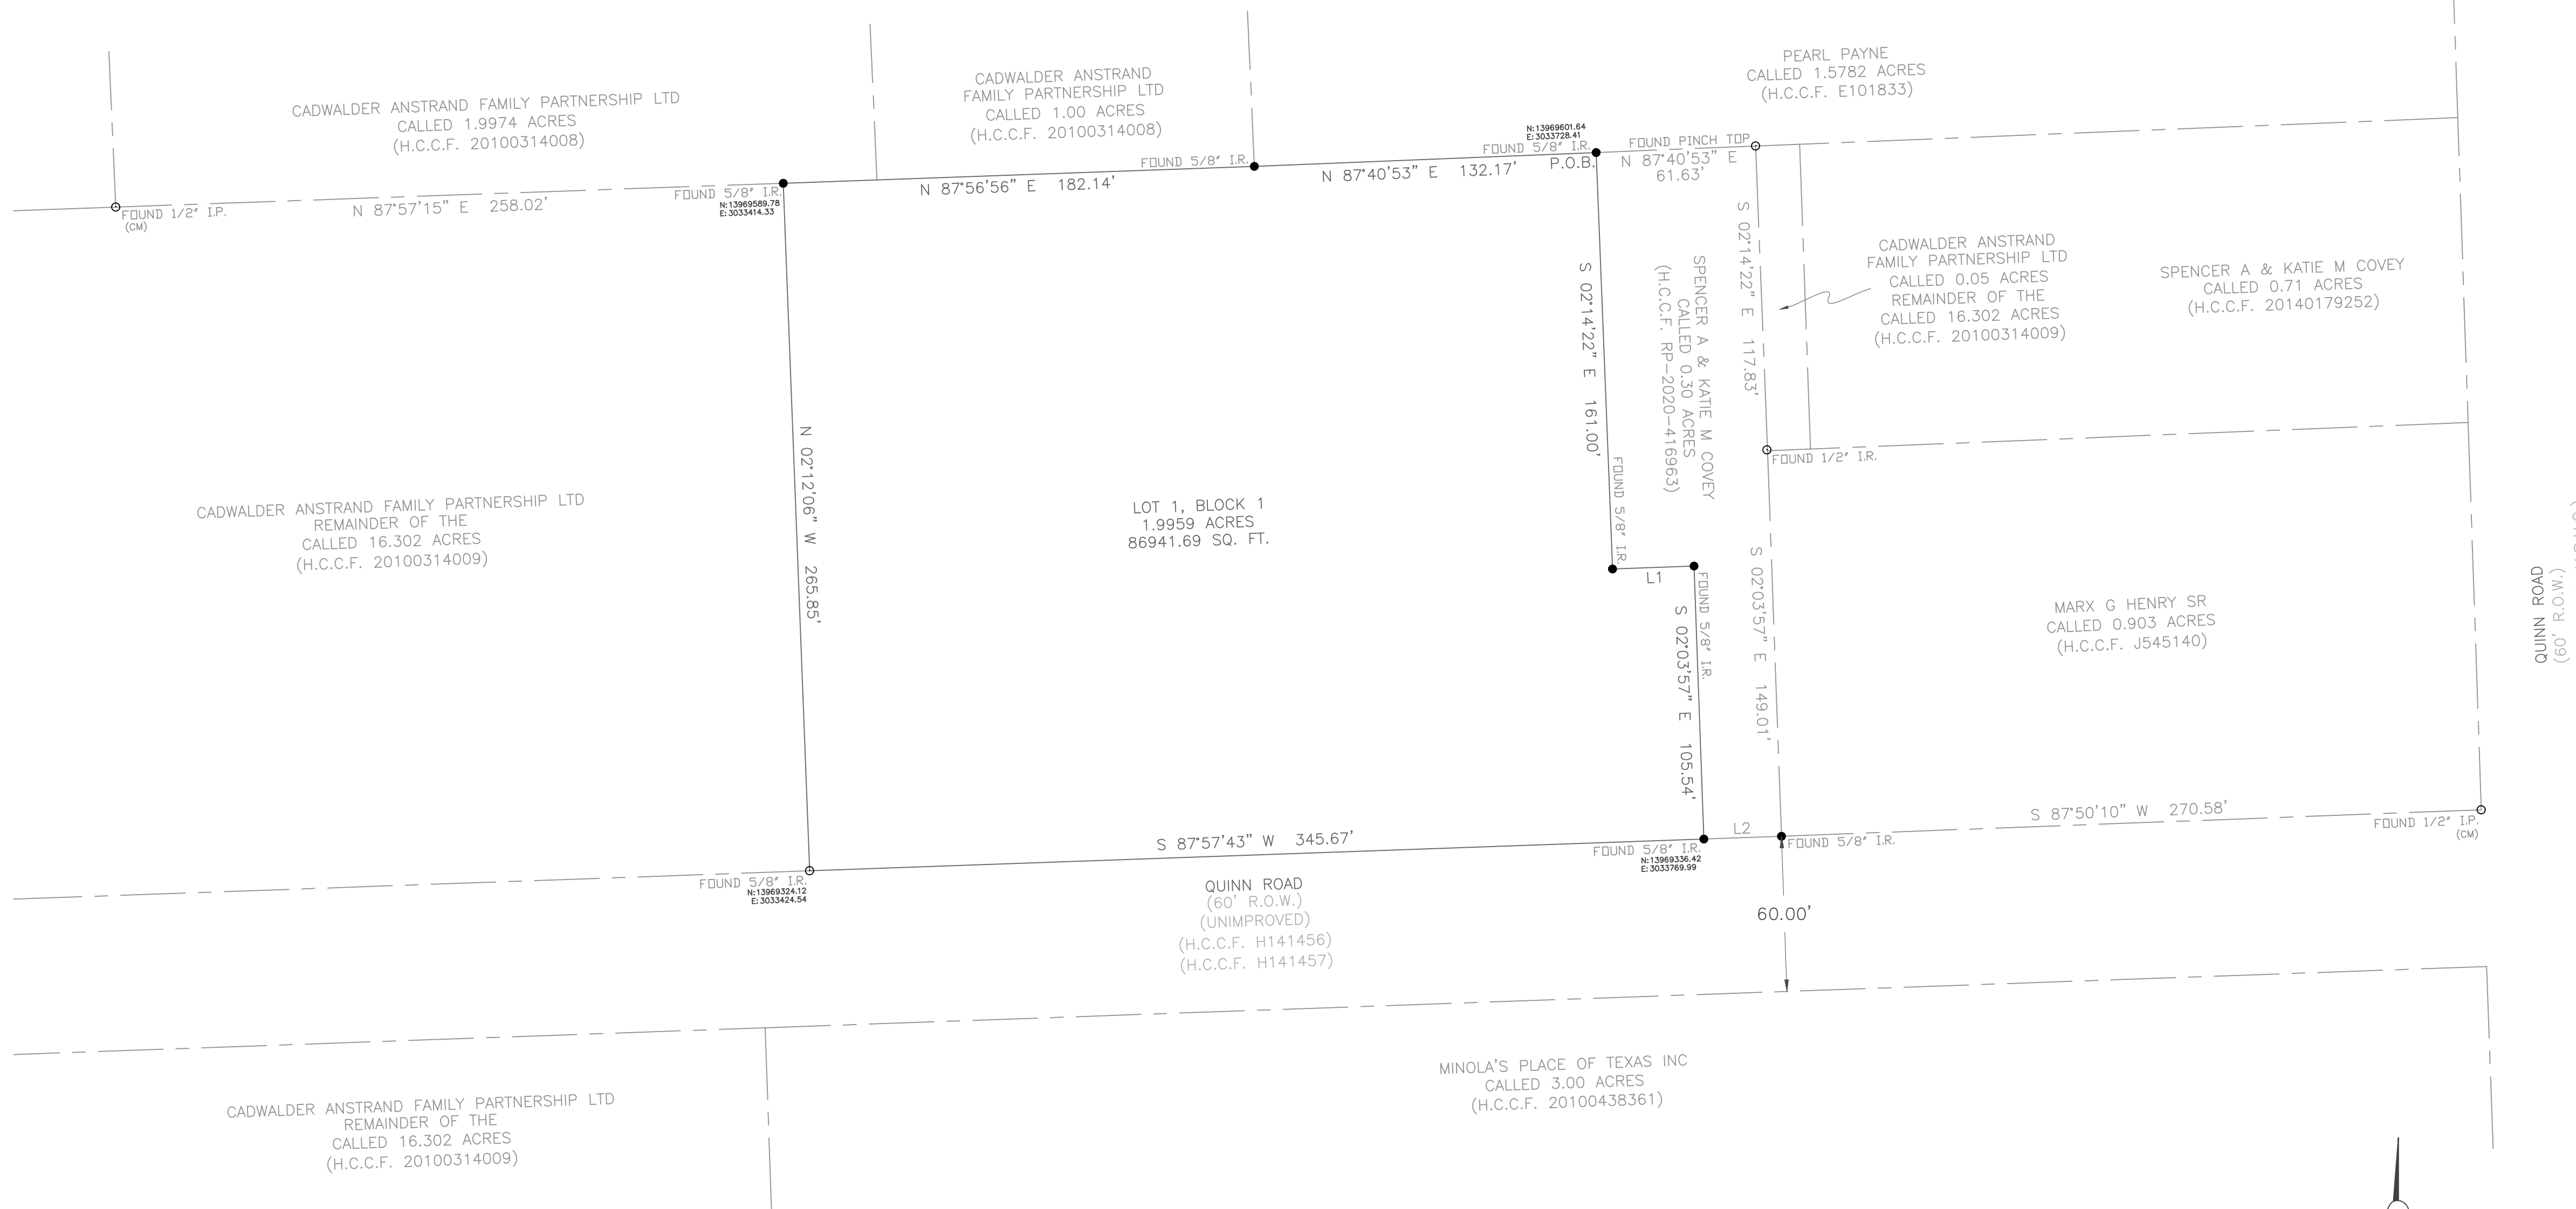 PEARL PAYNE
CALLED 1.5782 ACRES
(H.C.C.F. E101833)
CADWALDER ANSTRAND
FAMILY PARTNERSHIP LTD
CALLED 1.00 ACRES
(H.C.C.F. 20100314008)
CADWALDER ANSTRAND FAMILY PARTNERSHIP LTD
CALLED 1.9974 ACRES
(H.C.C.F. 20100314008)
FOUND 1/2" I.P.
(CM)
N 87°57'15" E 258.02'
FOUND 5/8" I.R.
N:13969589.78
E:3033414.33
N 87°56'56" E 182.14'
FOUND 5/8" I.R.
N 87°40'53" E 132.17'
N:13969601.64
E:3033728.41
FOUND 5/8" I.R.
P.O.B.
FOUND PINCH TOP
N 87°40'53" E
61.63'
S 02°14'22" E 117.83'
S 02°14'22" E 161.00'
SPENCER A & KATIE M COVEY
CALLED 0.30 ACRES
(H.C.C.F. RP-2020-416963)
CADWALDER ANSTRAND
FAMILY PARTNERSHIP LTD
CALLED 0.05 ACRES
REMAINDER OF THE
CALLED 16.302 ACRES
(H.C.C.F. 20100314009)
SPENCER A & KATIE M COVEY
CALLED 0.71 ACRES
(H.C.C.F. 20140179252)
FOUND 1/2" I.R.
N 02°12'06" W 265.85'
CADWALDER ANSTRAND FAMILY PARTNERSHIP LTD
REMAINDER OF THE
CALLED 16.302 ACRES
(H.C.C.F. 20100314009)
LOT 1, BLOCK 1
1.9959 ACRES
86941.69 SQ. FT.
FOUND 5/8" I.R.
L1
FOUND 5/8" I.R.
S 02°03'57" E 105.54'
S 02°03'57" E 149.01'
MARX G HENRY SR
CALLED 0.903 ACRES
(H.C.C.F. J545140)
QUINN ROAD
(60' R.O.W.)
S 87°50'10" W 270.58'
FOUND 1/2" I.P.
(CM)
L2
FOUND 5/8" I.R.
S 87°57'43" W 345.67'
FOUND 5/8" I.R.
N:13969336.42
E:3033769.99
FOUND 5/8" I.R.
N:13969324.12
E:3033424.54
QUINN ROAD
(60' R.O.W.)
(UNIMPROVED)
(H.C.C.F. H141456)
(H.C.C.F. H141457)
60.00'
MINOLA'S PLACE OF TEXAS INC
CALLED 3.00 ACRES
(H.C.C.F. 20100438361)
CADWALDER ANSTRAND FAMILY PARTNERSHIP LTD
REMAINDER OF THE
CALLED 16.302 ACRES
(H.C.C.F. 20100314009)